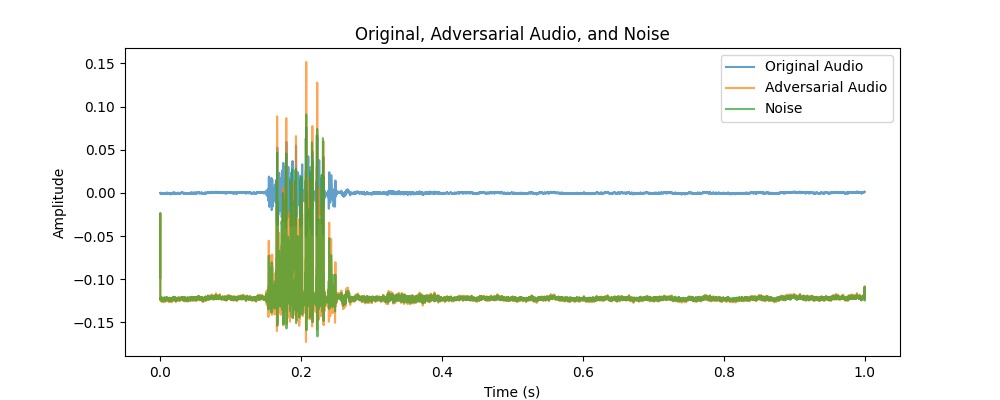 Original, Adversarial Audio, and Noise
Original Audio
Adversarial Audio
Noise
Amplitude
0.15
0.10
0.05
0.00
−0.05
−0.10
−0.15
0.0 0.2 0.4 0.6 0.8 1.0
Time (s)